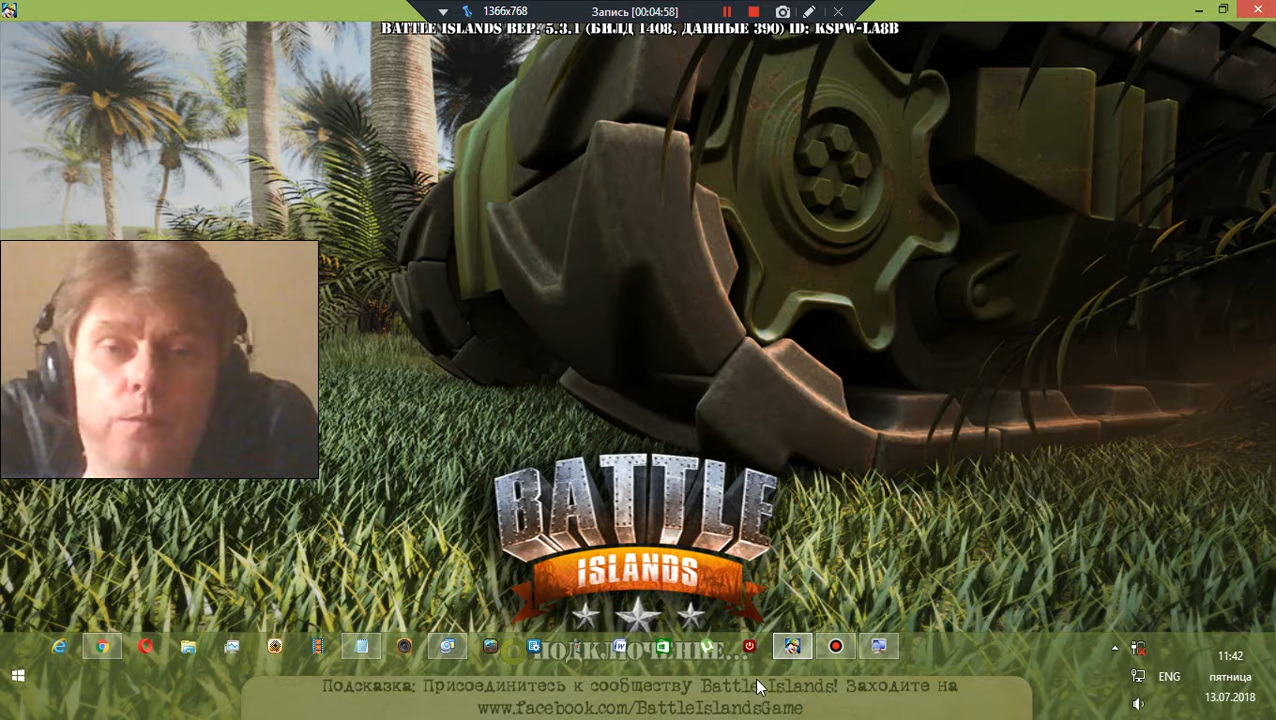 1366x768
Запись [00:04:58]
BATTLE ISLANDS ВЕР: 5.3.1 (БИЛД 1408, ДАННЫЕ 390) ID: KSPW-LA8B
BATTLE
ISLANDS
ПОДКЛЮЧЕНИЕ...
Подсказка: Присоединитесь к сообществу Battle Islands! Заходите на
www.facebook.com/BattleIslandsGame
ENG
11:42
пятница
13.07.2018